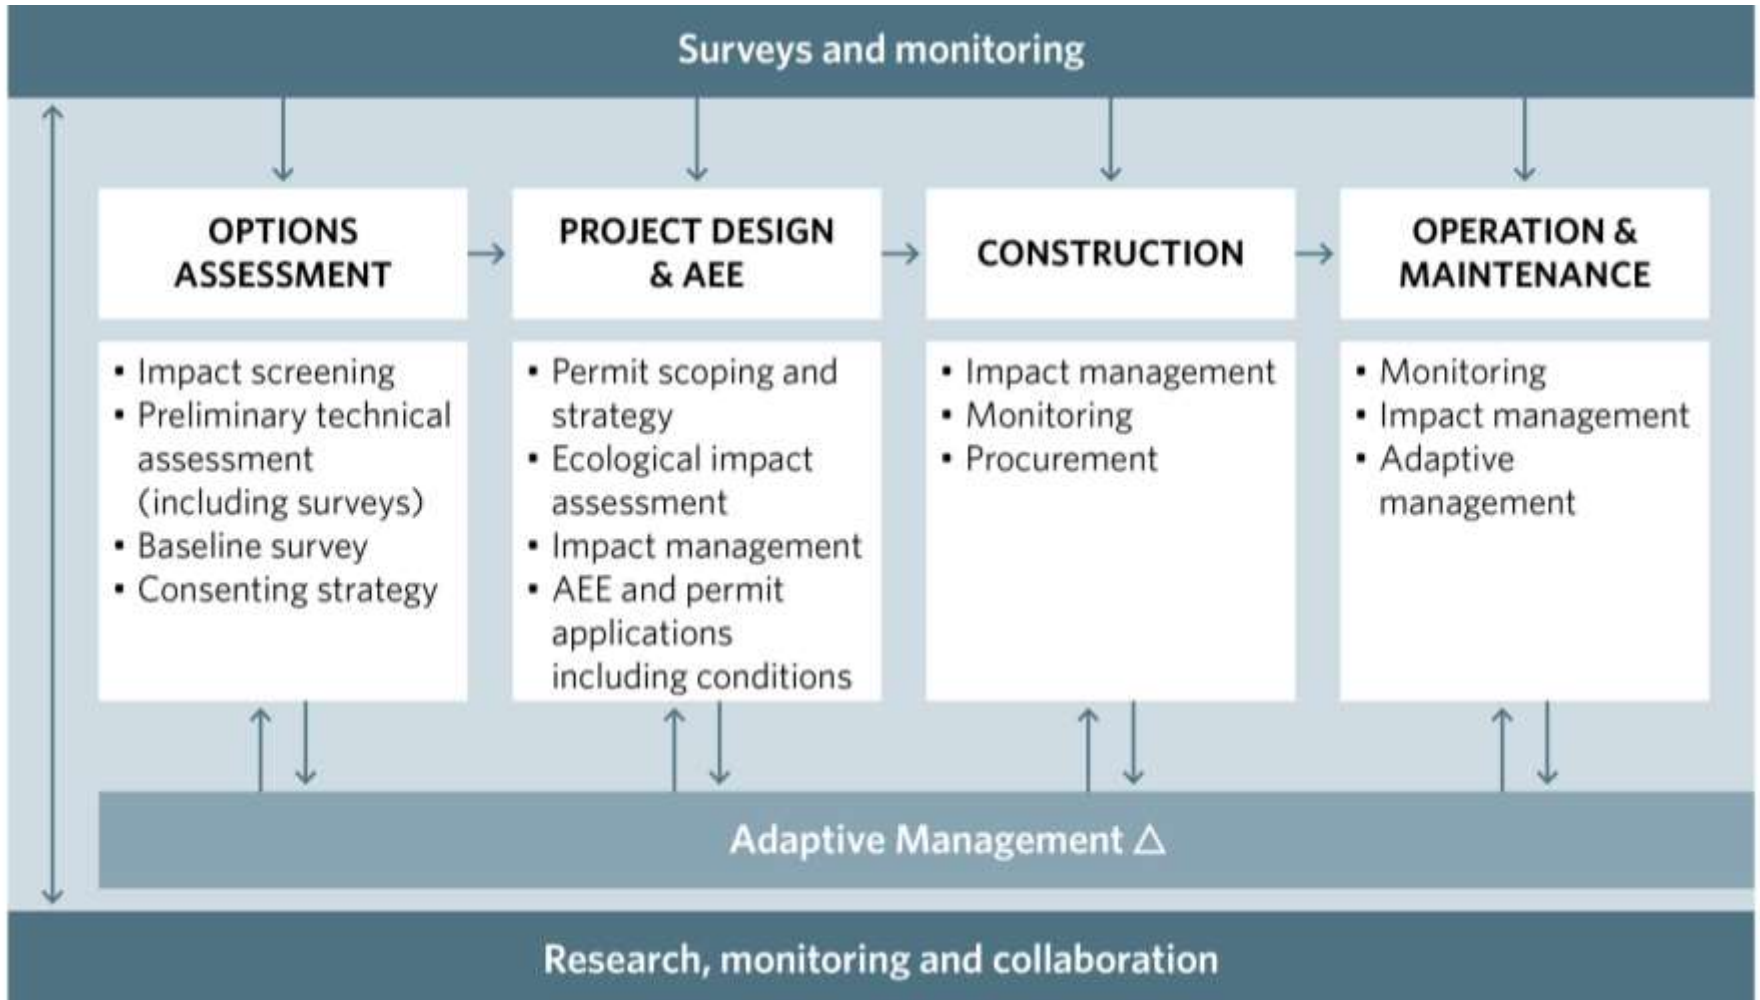 Surveys and monitoring
OPTIONS
ASSESSMENT
PROJECT DESIGN
& AEE
CONSTRUCTION
OPERATION &
MAINTENANCE
▪ Impact screening
▪ Preliminary technical
assessment
(including surveys)
▪ Baseline survey
▪ Consenting strategy
▪ Permit scoping and
strategy
▪ Ecological impact
assessment
▪ Impact management
▪ AEE and permit
applications
including conditions
▪ Impact management
▪ Monitoring
▪ Procurement
▪ Monitoring
▪ Impact management
▪ Adaptive
management
Adaptive Management △
Research, monitoring and collaboration